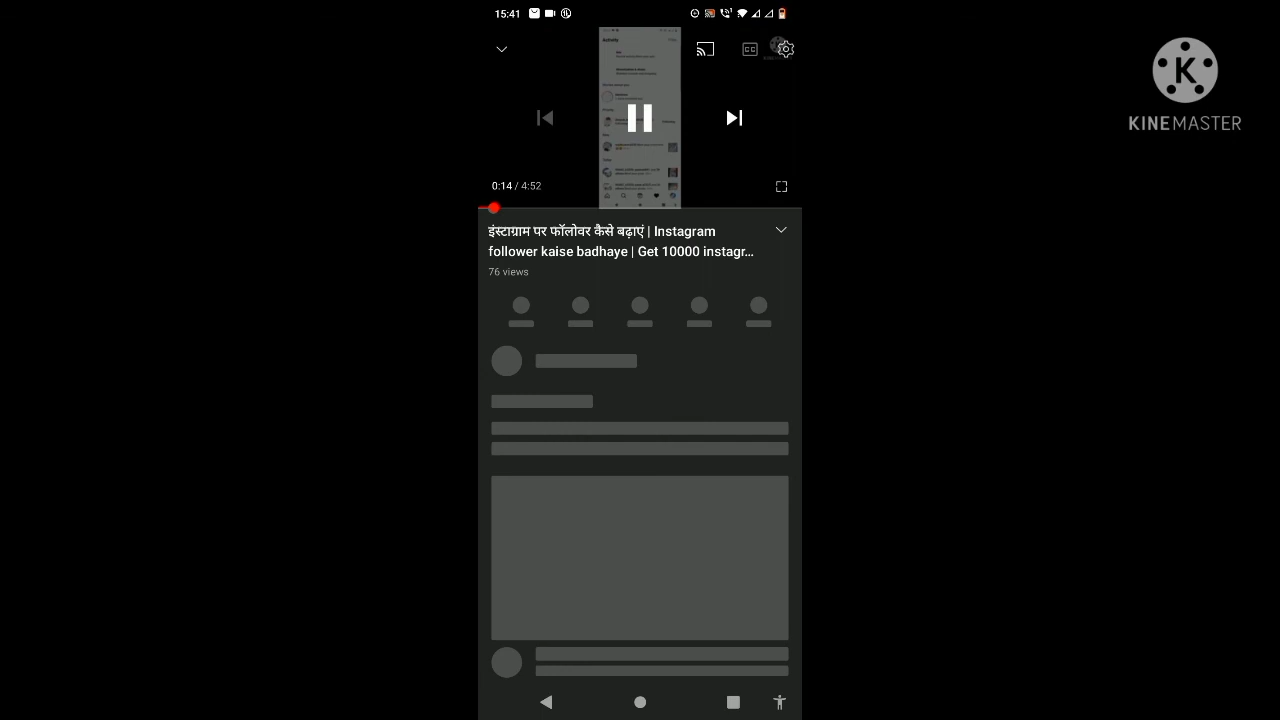 15:41
CC
0:14 / 4:52
इंस्टाग्राम पर फॉलोवर कैसे बढ़ाएं | Instagram
follower kaise badhaye | Get 10000 instagr...
76 views
K
KINEMASTER